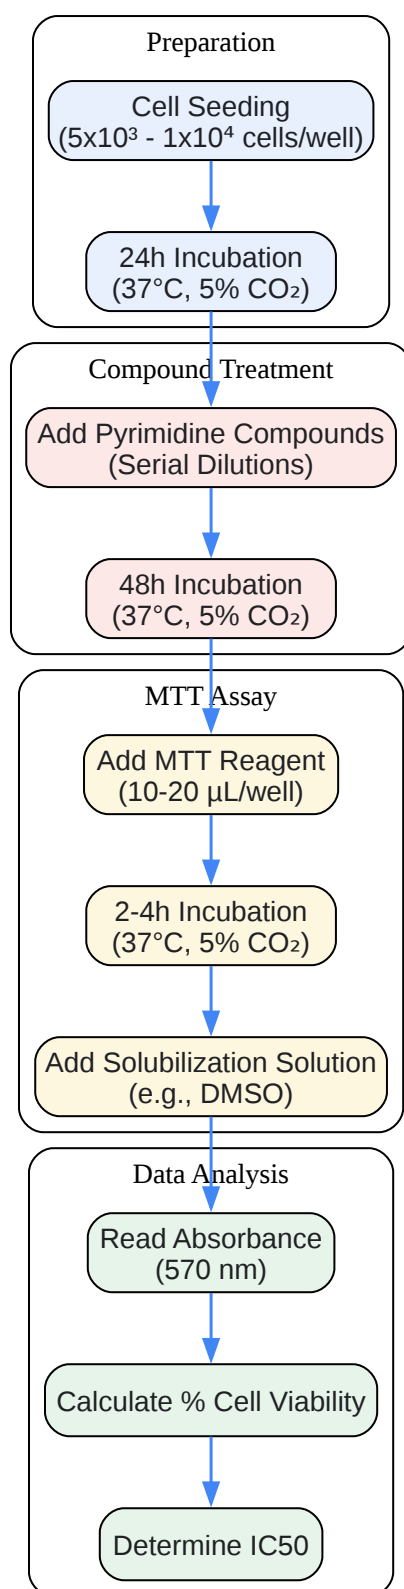 Preparation
Cell Seeding
(5x10³ - 1x10⁴ cells/well)
24h Incubation
(37°C, 5% CO₂)
Compound Treatment
Add Pyrimidine Compounds
(Serial Dilutions)
48h Incubation
(37°C, 5% CO₂)
MTT Assay
Add MTT Reagent
(10-20 µL/well)
2-4h Incubation
(37°C, 5% CO₂)
Add Solubilization Solution
(e.g., DMSO)
Data Analysis
Read Absorbance
(570 nm)
Calculate % Cell Viability
Determine IC50